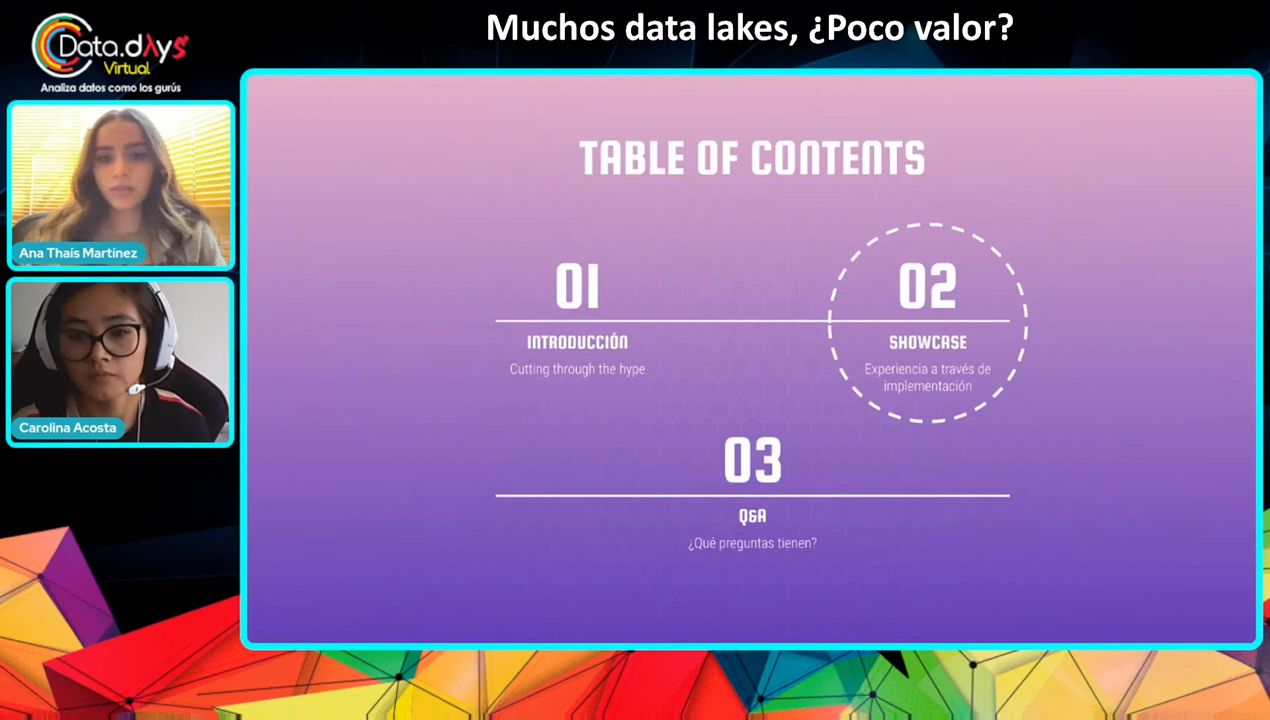 Muchos data lakes, ¿Poco valor?
Data.dAys
Virtual
Analiza datos como los gurús
Ana Thaís Martínez
Carolina Acosta
TABLE OF CONTENTS
01
INTRODUCCIÓN
Cutting through the hype
02
SHOWCASE
Experiencia a través de
implementación
03
Q&A
¿Qué preguntas tienen?